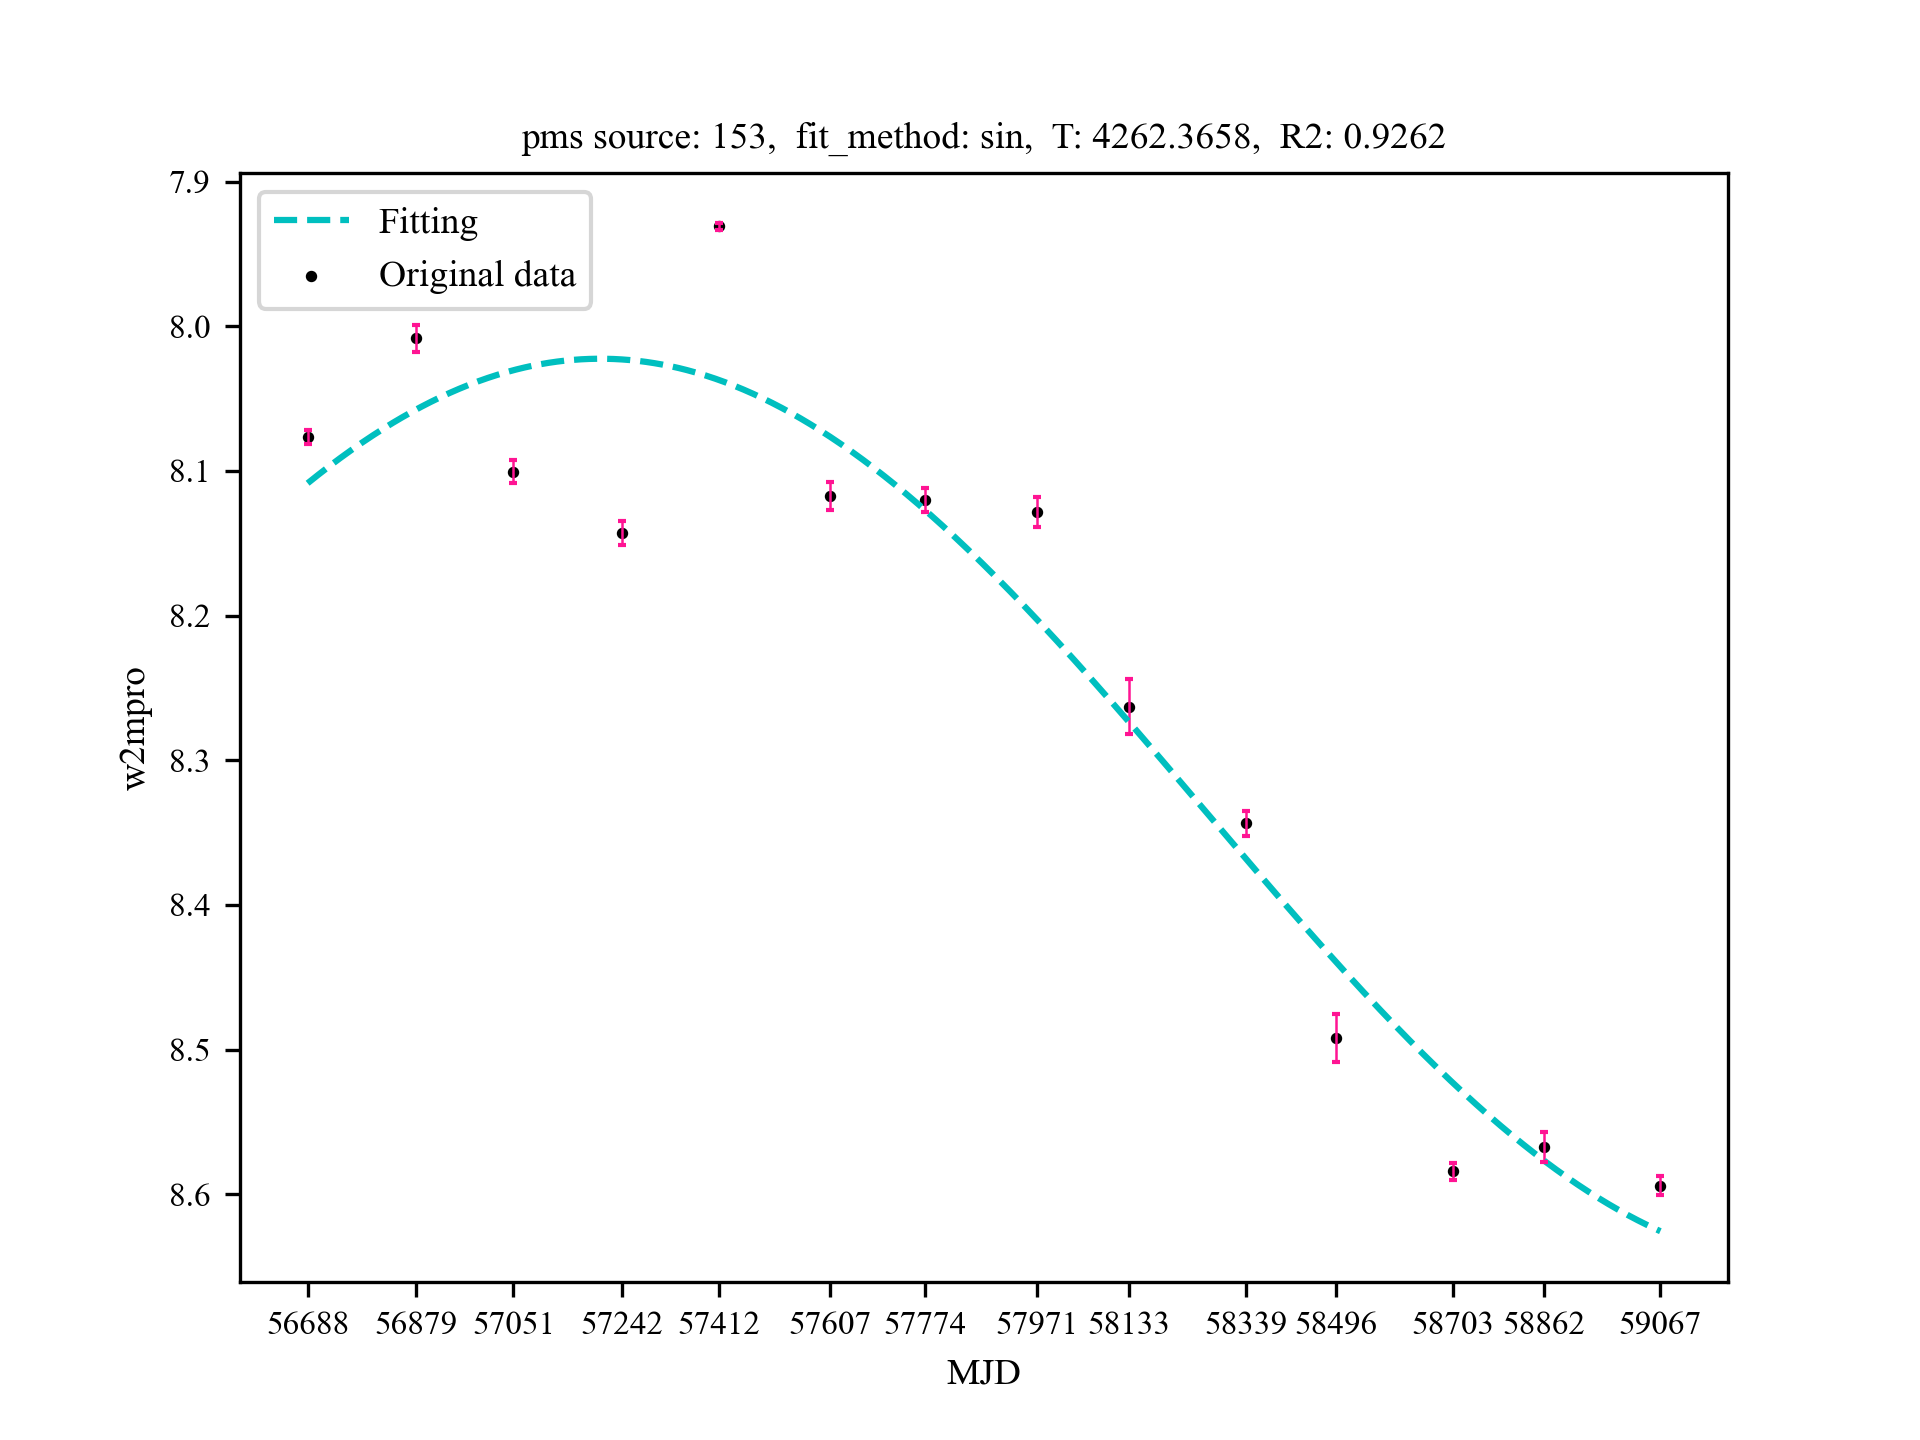 pms source: 153,  fit_method: sin,  T: 4262.3658,  R2: 0.9262
Fitting
Original data
7.9
8.0
8.1
8.2
8.3
8.4
8.5
8.6
w2mpro
56688 56879 57051 57242 57412 57607 57774 57971 58133 58339 58496 58703 58862 59067
MJD